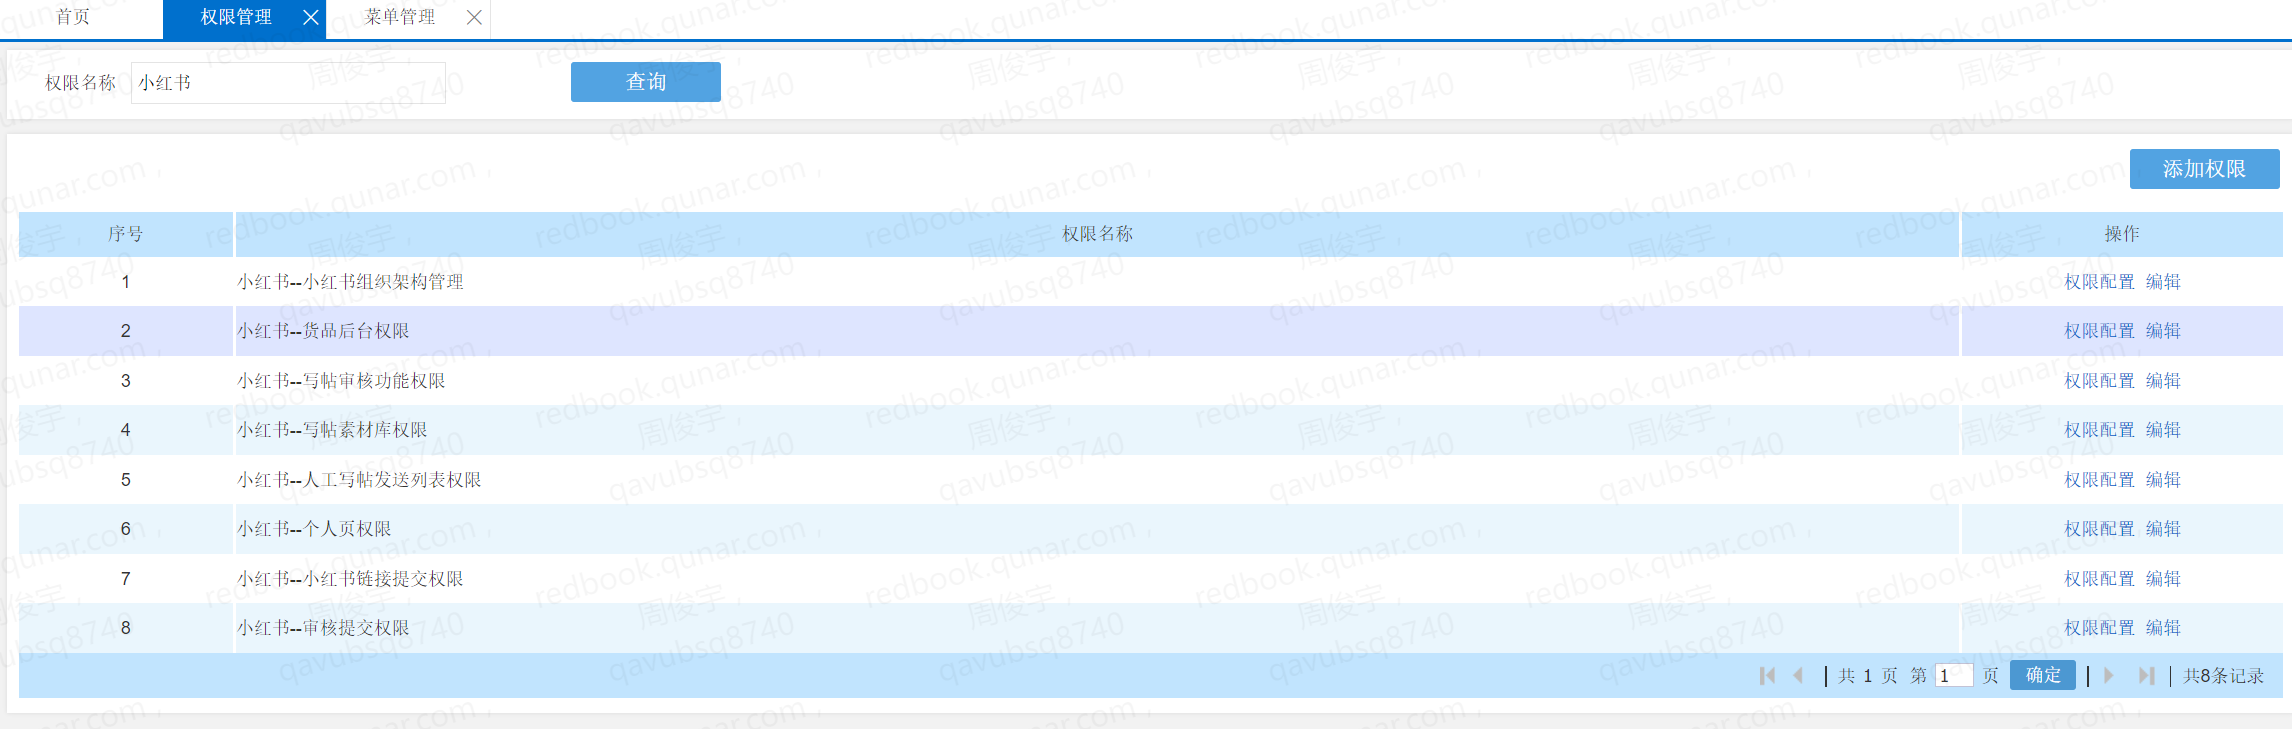 首页 权限管理 菜单管理
权限名称 小红书 查询
添加权限
序号 权限名称 操作
1 小红书--小红书组织架构管理 权限配置 编辑
2 小红书--货品后台权限 权限配置 编辑
3 小红书--写帖审核功能权限 权限配置 编辑
4 小红书--写帖素材库权限 权限配置 编辑
5 小红书--人工写帖发送列表权限 权限配置 编辑
6 小红书--个人页权限 权限配置 编辑
7 小红书--小红书链接提交权限 权限配置 编辑
8 小红书--审核提交权限 权限配置 编辑
共 1 页 第 1 页 确定 共8条记录
redbook.qunar.com，
周俊宇，
qavubsq8740